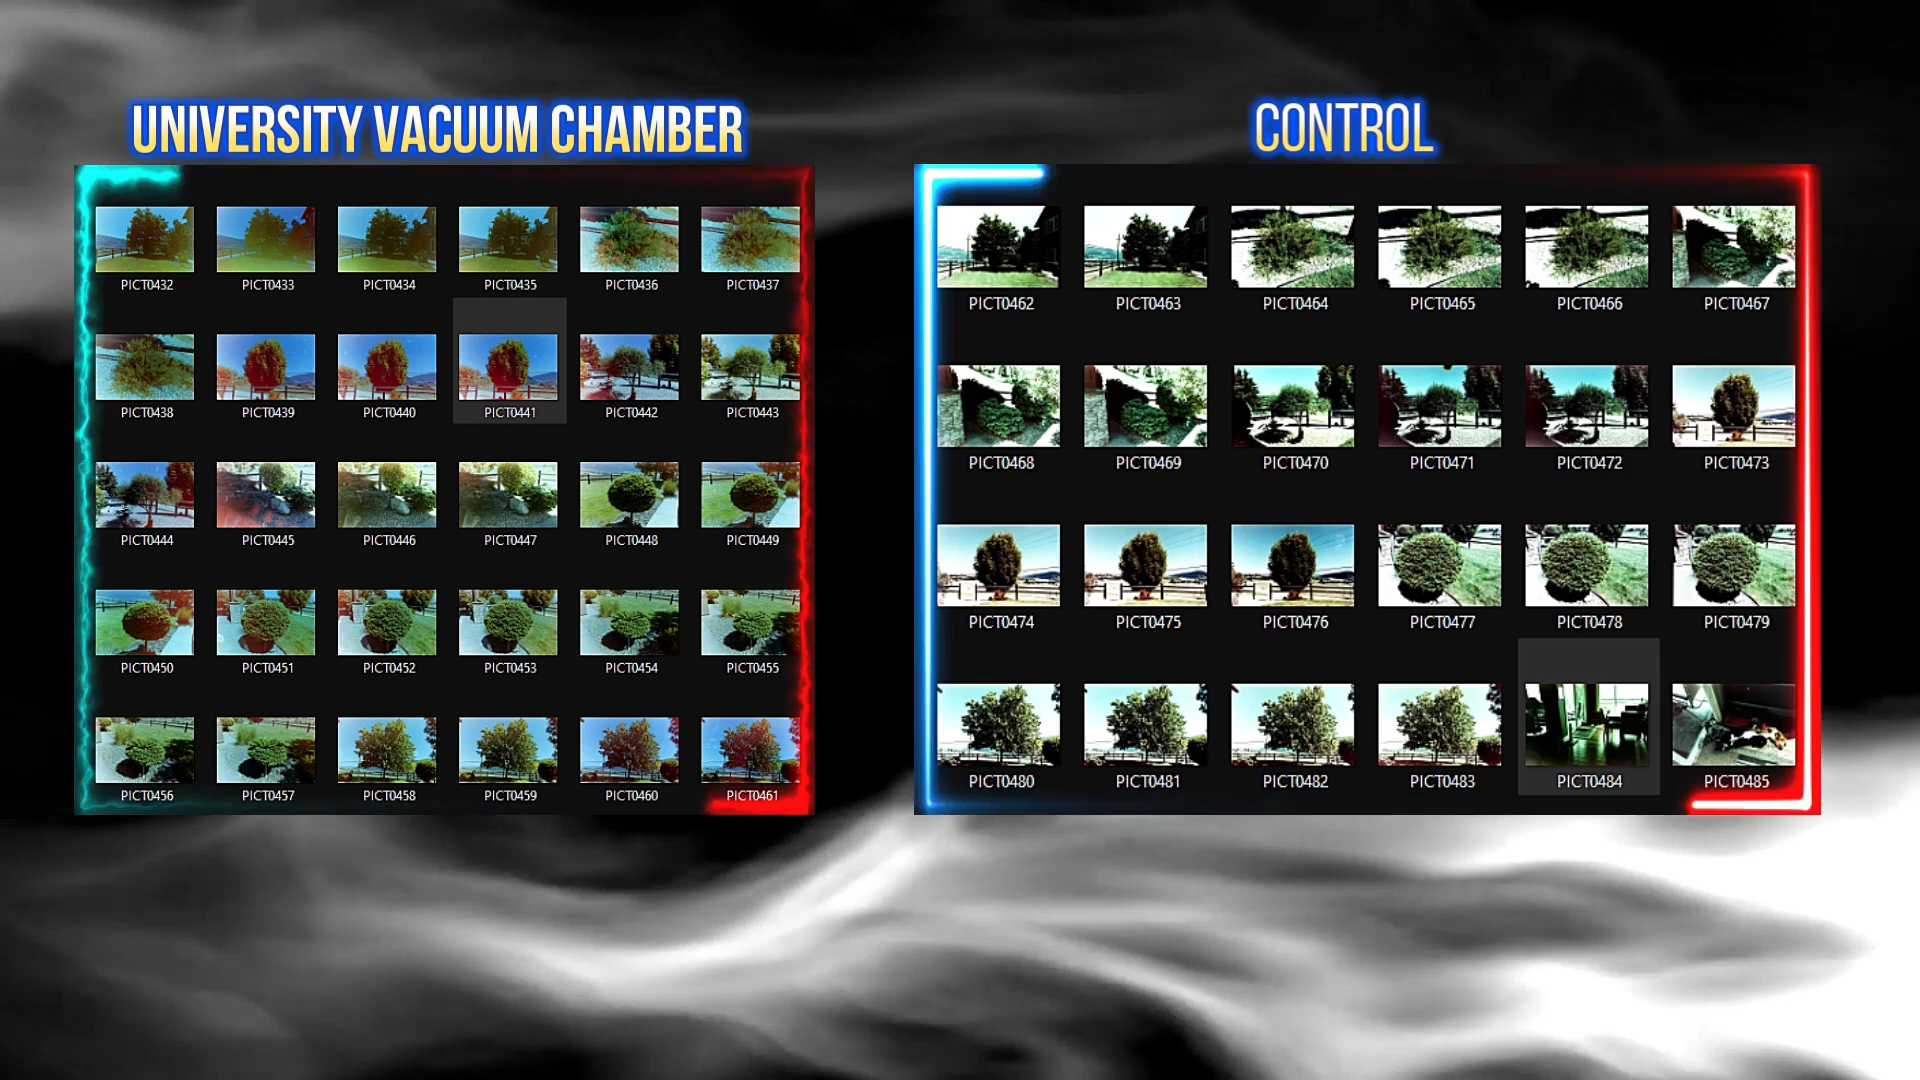 UNIVERSITY VACUUM CHAMBER
PICT0432 PICT0433 PICT0434 PICT0435 PICT0436 PICT0437
PICT0438 PICT0439 PICT0440 PICT0441 PICT0442 PICT0443
PICT0444 PICT0445 PICT0446 PICT0447 PICT0448 PICT0449
PICT0450 PICT0451 PICT0452 PICT0453 PICT0454 PICT0455
PICT0456 PICT0457 PICT0458 PICT0459 PICT0460 PICT0461
CONTROL
PICT0462 PICT0463 PICT0464 PICT0465 PICT0466 PICT0467
PICT0468 PICT0469 PICT0470 PICT0471 PICT0472 PICT0473
PICT0474 PICT0475 PICT0476 PICT0477 PICT0478 PICT0479
PICT0480 PICT0481 PICT0482 PICT0483 PICT0484 PICT0485